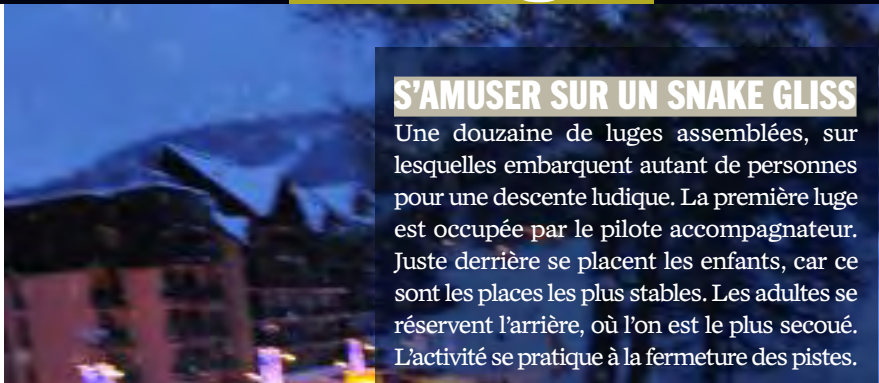 S'AMUSER SUR UN SNAKE GLISS
Une douzaine de luges assemblées, sur
lesquelles embarquent autant de personnes
pour une descente ludique. La première luge
est occupée par le pilote accompagnateur.
Juste derrière se placent les enfants, car ce
sont les places les plus stables. Les adultes se
réservent l’arrière, où l’on est le plus secoué.
L’activité se pratique à la fermeture des pistes.